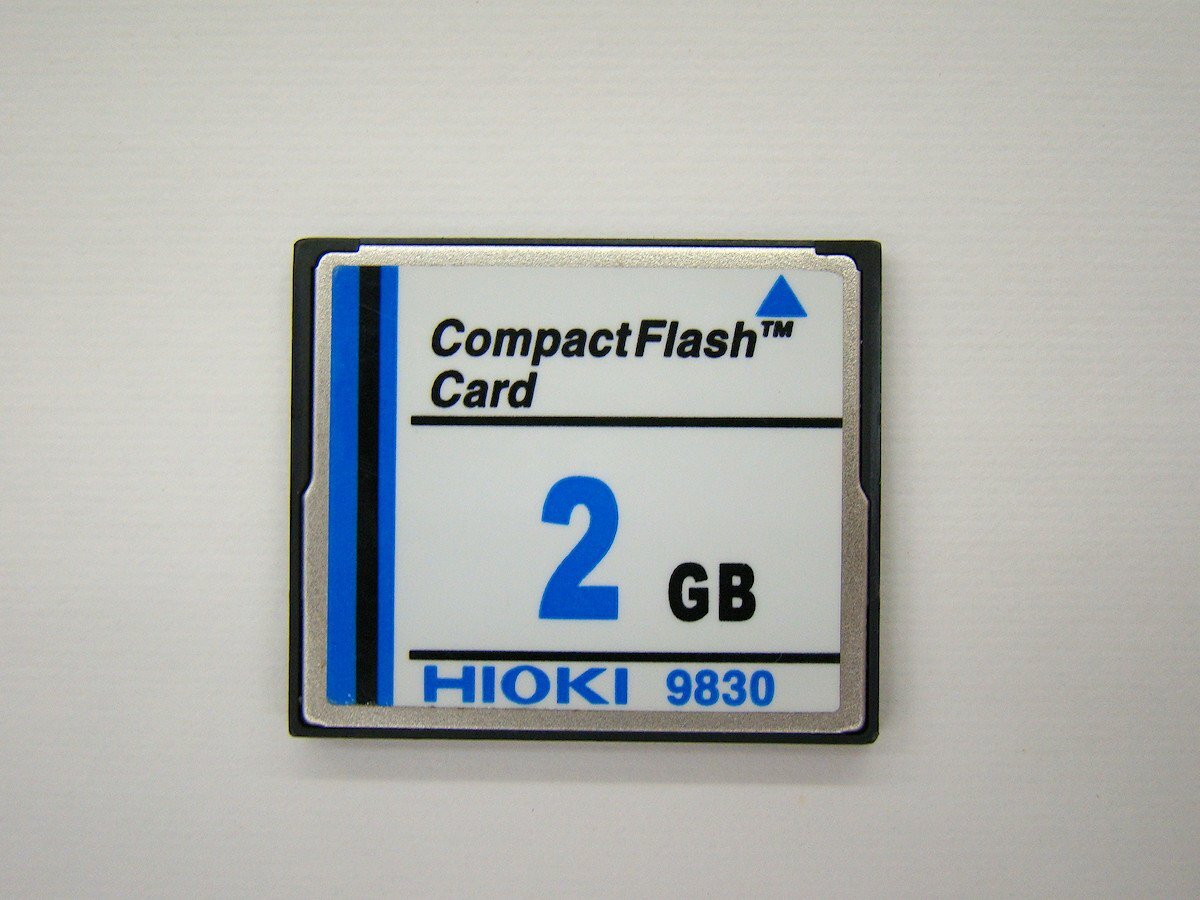 CompactFlash™
Card
2 GB
HIOKI 9830